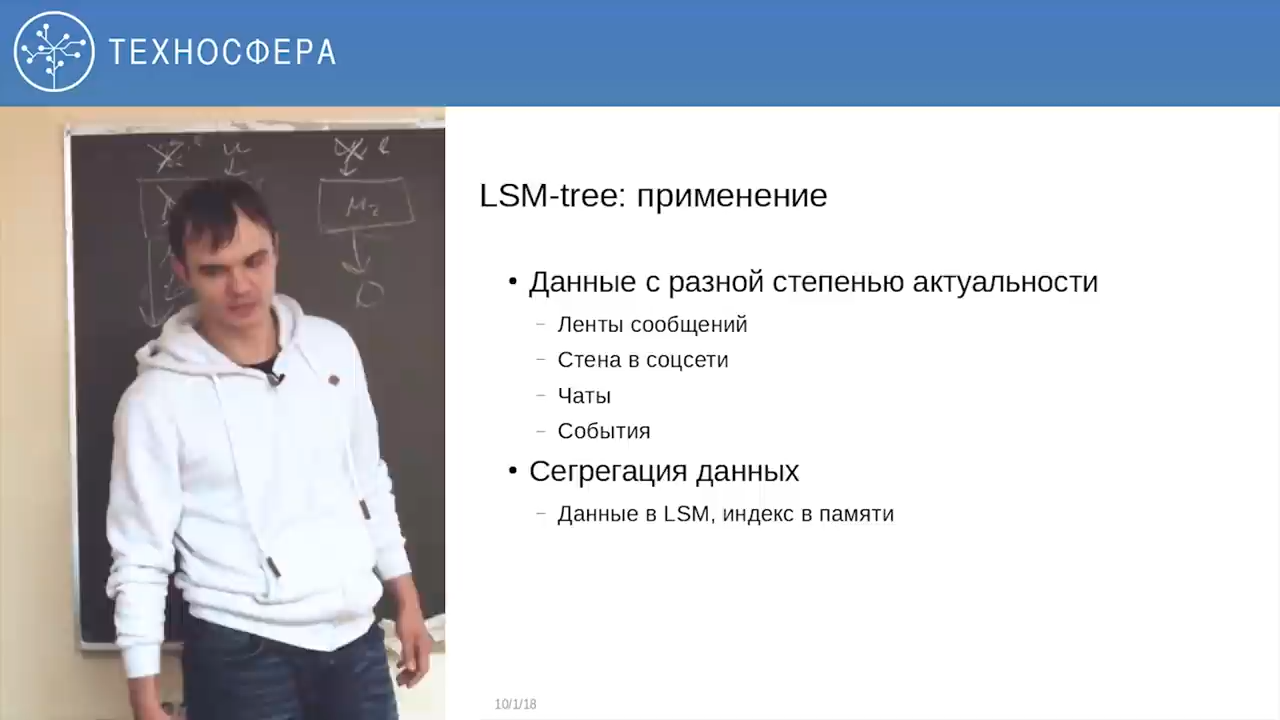 ТЕХНОСФЕРА
LSM-tree: применение
• Данные с разной степенью актуальности
– Ленты сообщений
– Стена в соцсети
– Чаты
– События
• Сегрегация данных
– Данные в LSM, индекс в памяти
10/1/18